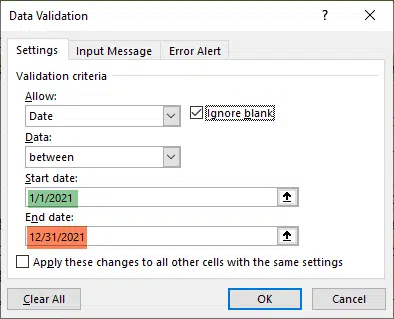 Data Validation ? ×
Settings Input Message Error Alert
Validation criteria
Allow:
Date Ignore blank
Data:
between
Start date:
1/1/2021
End date:
12/31/2021
Apply these changes to all other cells with the same settings
Clear All OK Cancel